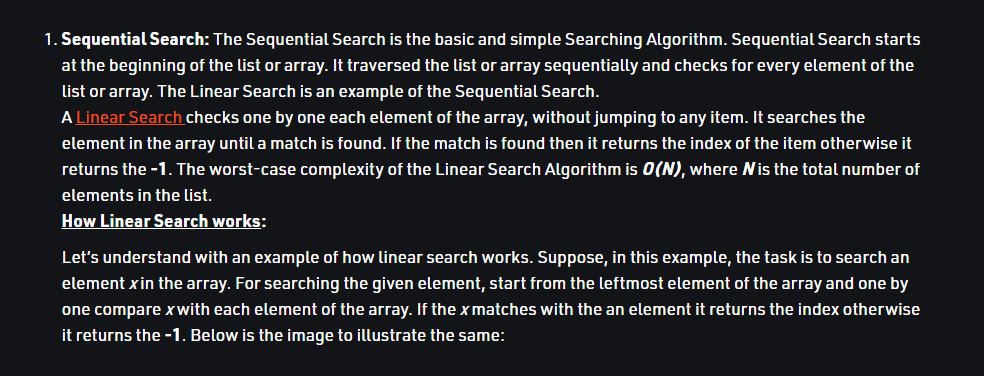 1. Sequential Search: The Sequential Search is the basic and simple Searching Algorithm. Sequential Search starts
at the beginning of the list or array. It traversed the list or array sequentially and checks for every element of the
list or array. The Linear Search is an example of the Sequential Search.
A Linear Search checks one by one each element of the array, without jumping to any item. It searches the
element in the array until a match is found. If the match is found then it returns the index of the item otherwise it
returns the -1. The worst-case complexity of the Linear Search Algorithm is O(N), where N is the total number of
elements in the list.
How Linear Search works:
Let's understand with an example of how linear search works. Suppose, in this example, the task is to search an
element x in the array. For searching the given element, start from the leftmost element of the array and one by
one compare x with each element of the array. If the x matches with the an element it returns the index otherwise
it returns the -1. Below is the image to illustrate the same: